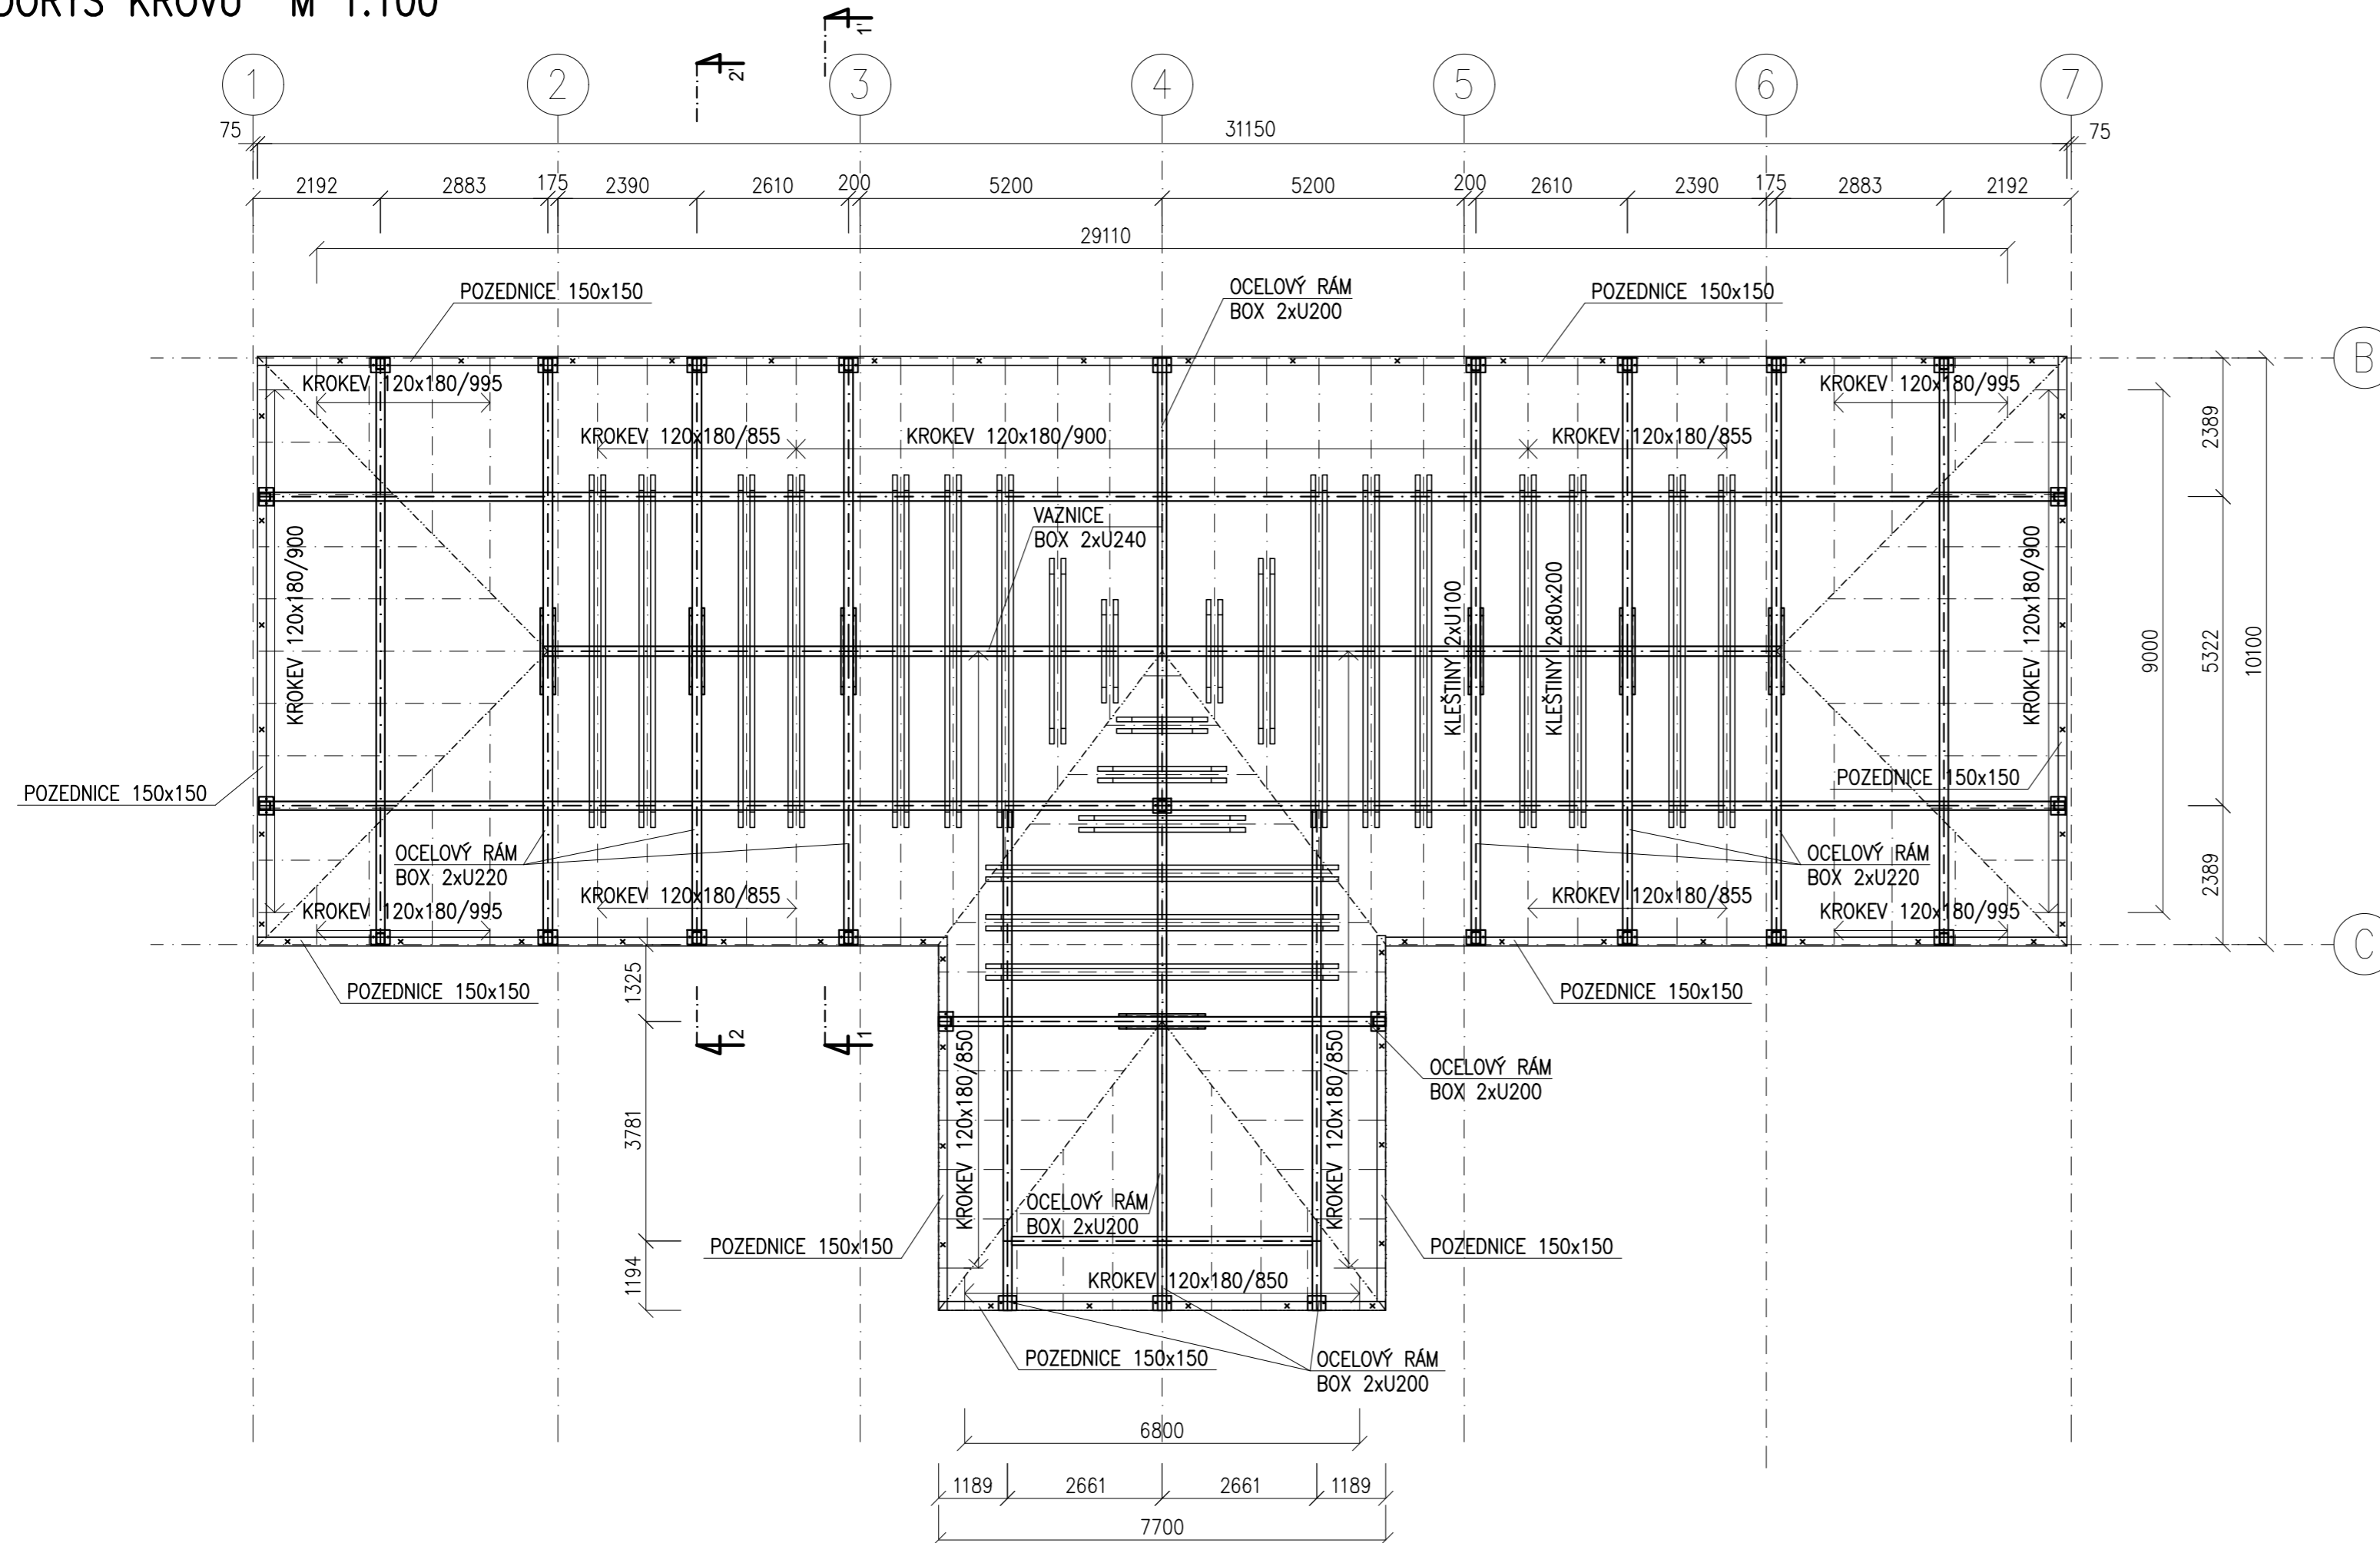 KROVU M 1:100
2'
1'
1
2
3
4
5
6
7
75
31150
75
2192
2883
175
2390
2610
200
5200
5200
200
2610
2390
175
2883
2192
29110
POZEDNICE 150x150
OCELOVÝ RÁM
BOX 2xU200
POZEDNICE 150x150
B
KROKEV 120x180/995
KROKEV 120x180/995
KROKEV 120x180/855
KROKEV 120x180/900
KROKEV 120x180/855
2389
VAZNICE
BOX 2xU240
KROKEV 120x180/900
KLEŠTINY 2xU100
KLEŠTINY 2x80x200
KROKEV 120x180/900
9000
5322
10100
POZEDNICE 150x150
POZEDNICE 150x150
OCELOVÝ RÁM
BOX 2xU220
OCELOVÝ RÁM
BOX 2xU220
2389
KROKEV 120x180/855
KROKEV 120x180/855
KROKEV 120x180/995
KROKEV 120x180/995
C
POZEDNICE 150x150
POZEDNICE 150x150
1325
2
1
OCELOVÝ RÁM
BOX 2xU200
KROKEV 120x180/850
KROKEV 120x180/850
3781
OCELOVÝ RÁM
BOX 2xU200
POZEDNICE 150x150
POZEDNICE 150x150
1194
KROKEV 120x180/850
POZEDNICE 150x150
OCELOVÝ RÁM
BOX 2xU200
6800
1189
2661
2661
1189
7700